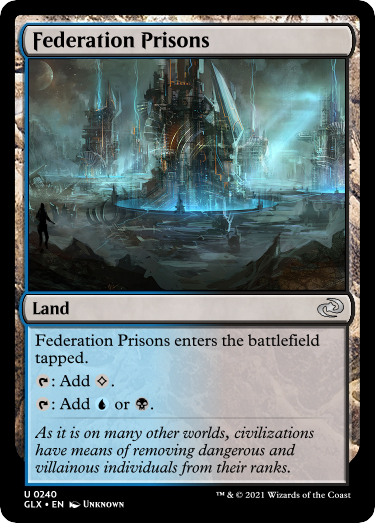 Federation Prisons
Land
Federation Prisons enters the battlefield
tapped.
: Add .
: Add or .
As it is on many other worlds, civilizations
have means of removing dangerous and
villainous individuals from their ranks.
U 0240
GLX • EN Unknown
™ & © 2021 Wizards of the Coast